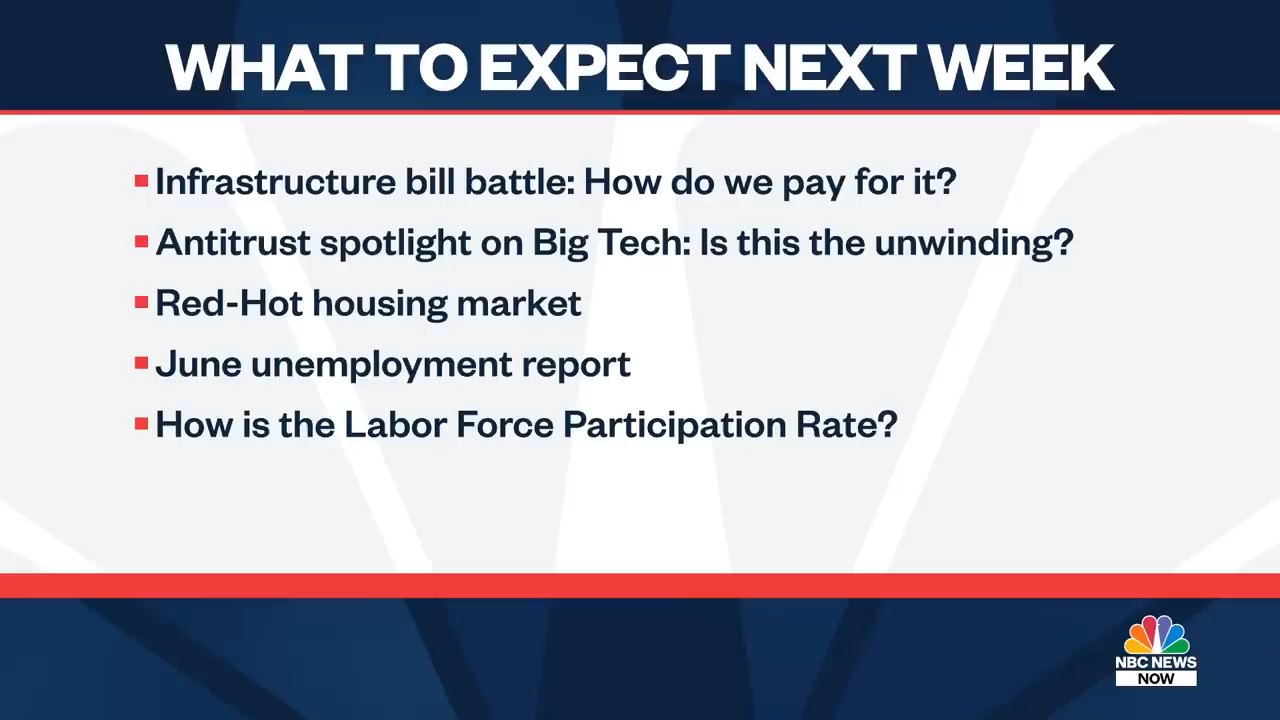 WHAT TO EXPECT NEXT WEEK
Infrastructure bill battle: How do we pay for it?
Antitrust spotlight on Big Tech: Is this the unwinding?
Red-Hot housing market
June unemployment report
How is the Labor Force Participation Rate?
NBC NEWS
NOW